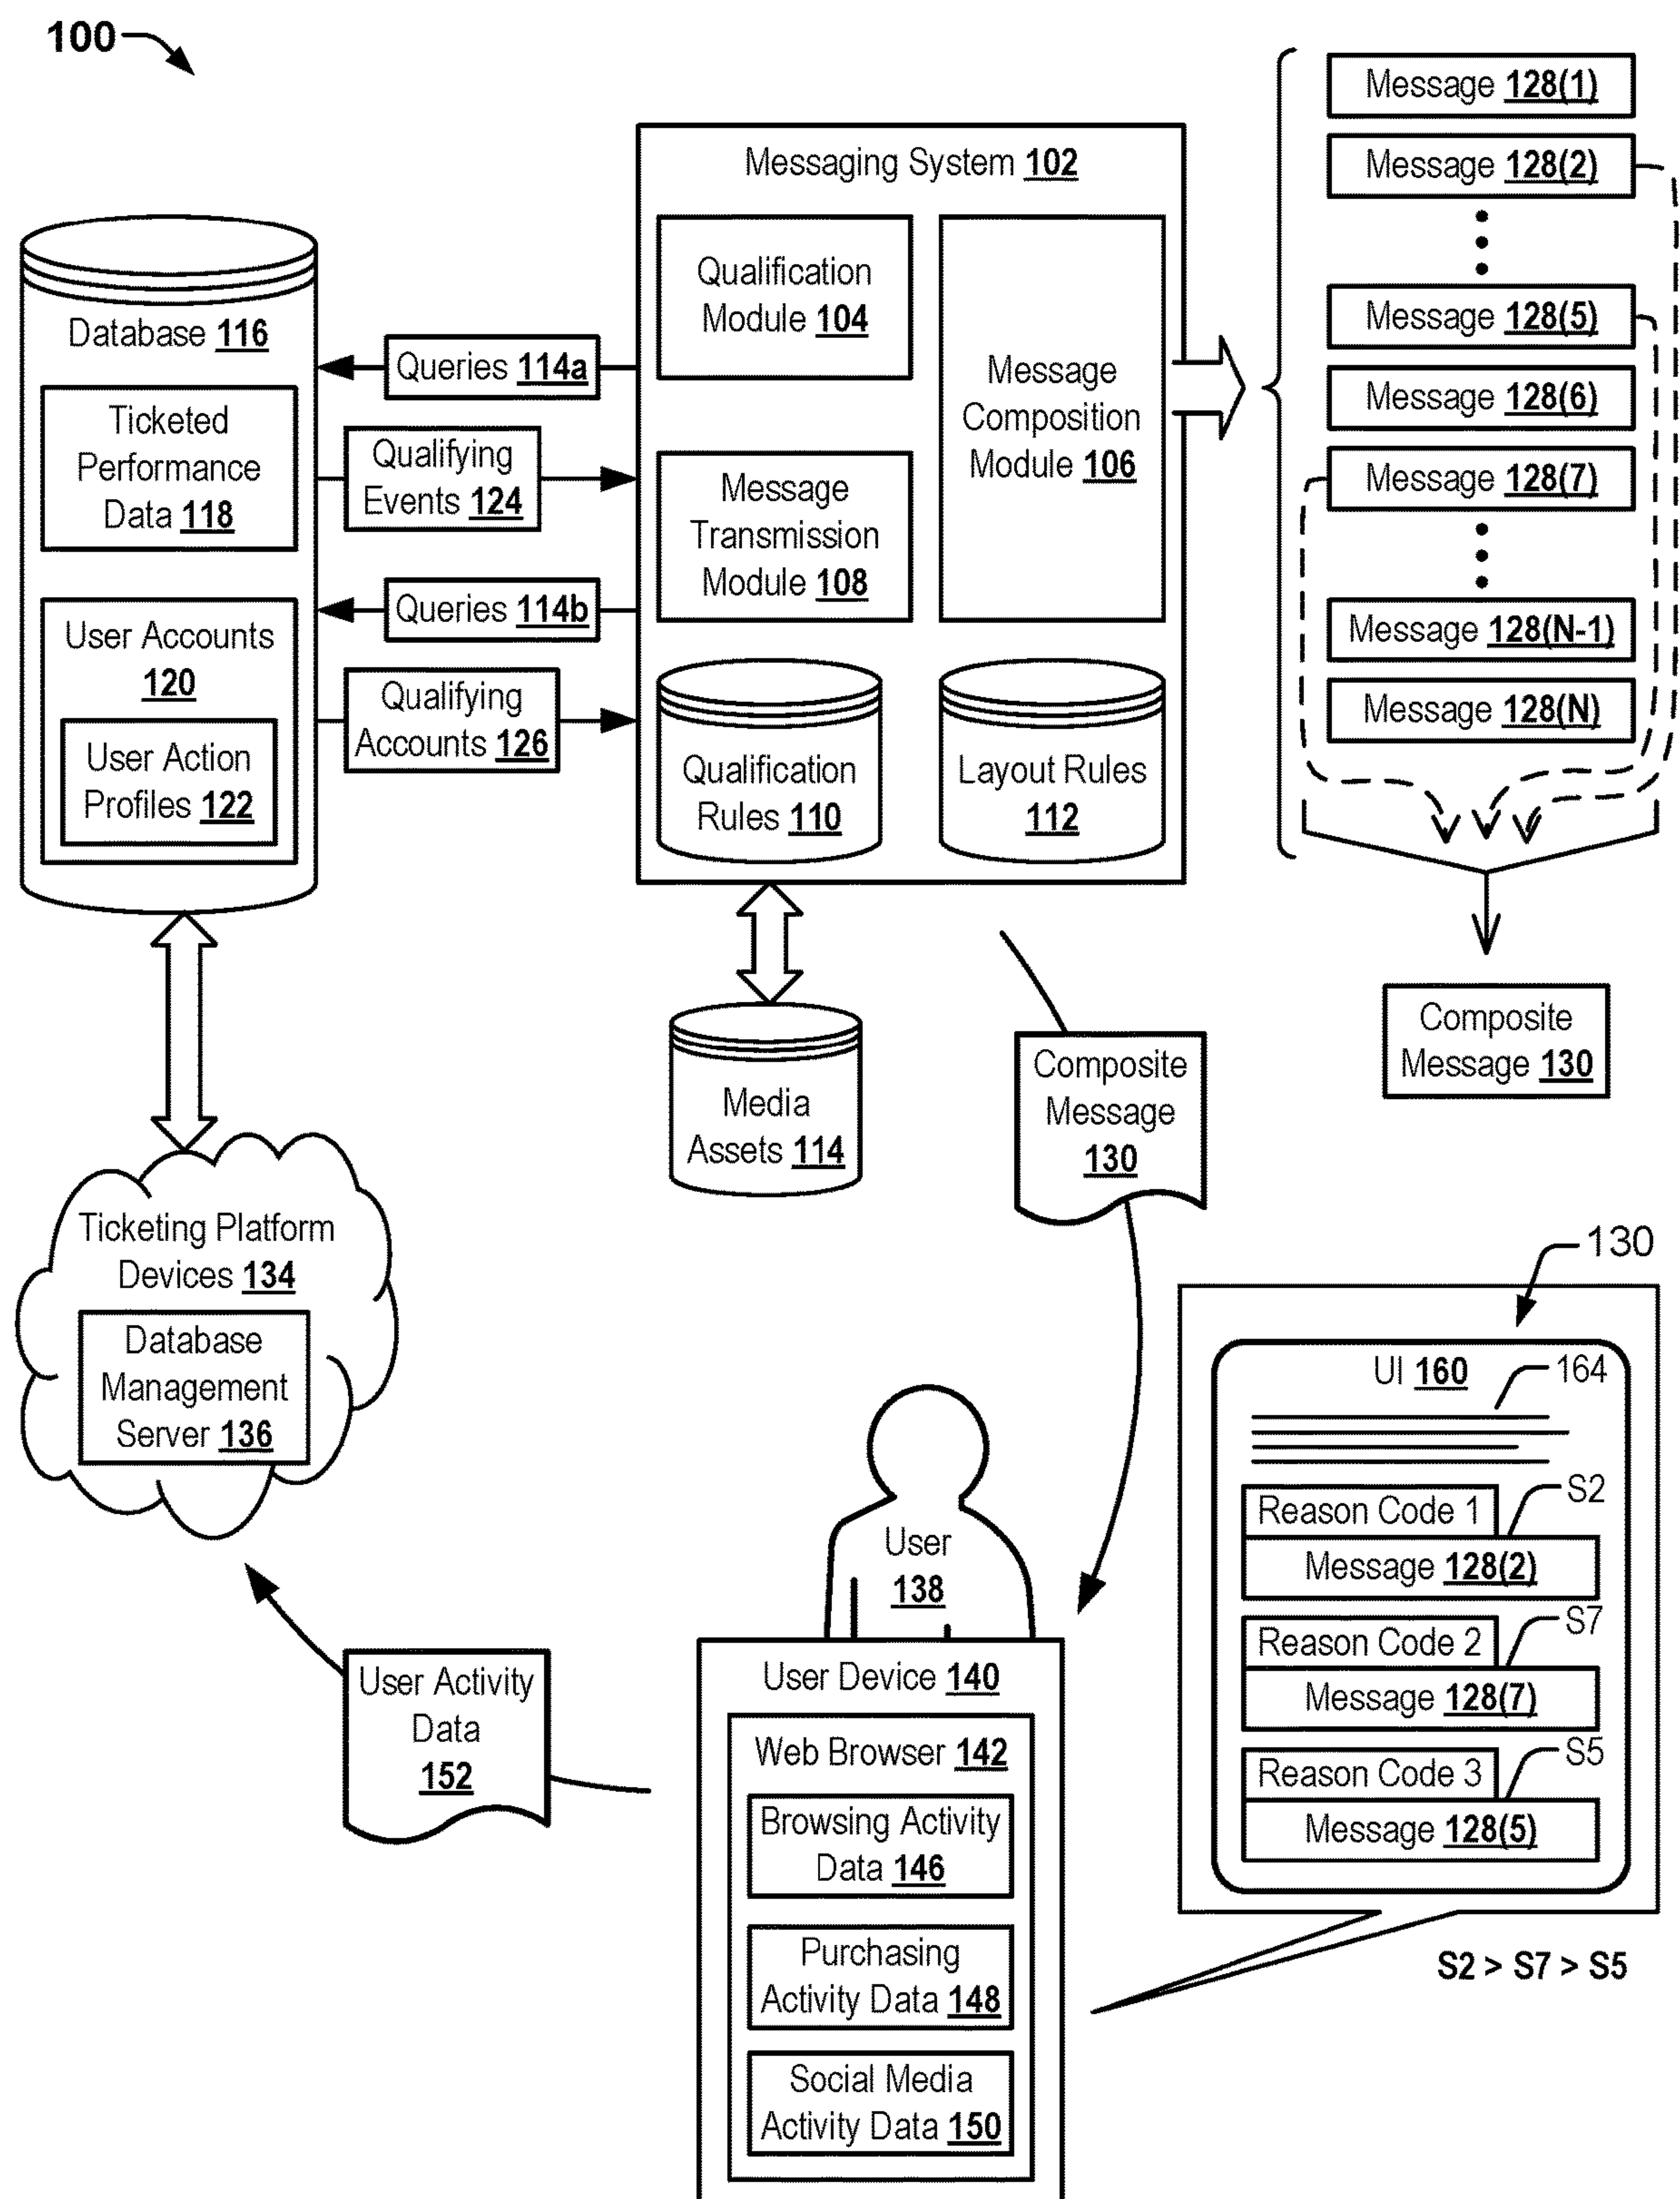 100
Message 128(1)
Message 128(2)
Message 128(5)
Message 128(6)
Message 128(7)
Message 128(N-1)
Message 128(N)
Messaging System 102
Qualification
Module 104
Message
Composition
Module 106
Message
Transmission
Module 108
Qualification
Rules 110
Layout Rules
112
Database 116
Ticketed
Performance
Data 118
User Accounts
120
User Action
Profiles 122
Queries 114a
Qualifying
Events 124
Queries 114b
Qualifying
Accounts 126
Media
Assets 114
Composite
Message
130
Composite
Message 130
Ticketing Platform
Devices 134
Database
Management
Server 136
User Activity
Data
152
User
138
User Device 140
Web Browser 142
Browsing Activity
Data 146
Purchasing
Activity Data 148
Social Media
Activity Data 150
130
UI 160
164
Reason Code 1
S2
Message 128(2)
Reason Code 2
S7
Message 128(7)
Reason Code 3
S5
Message 128(5)
S2 > S7 > S5